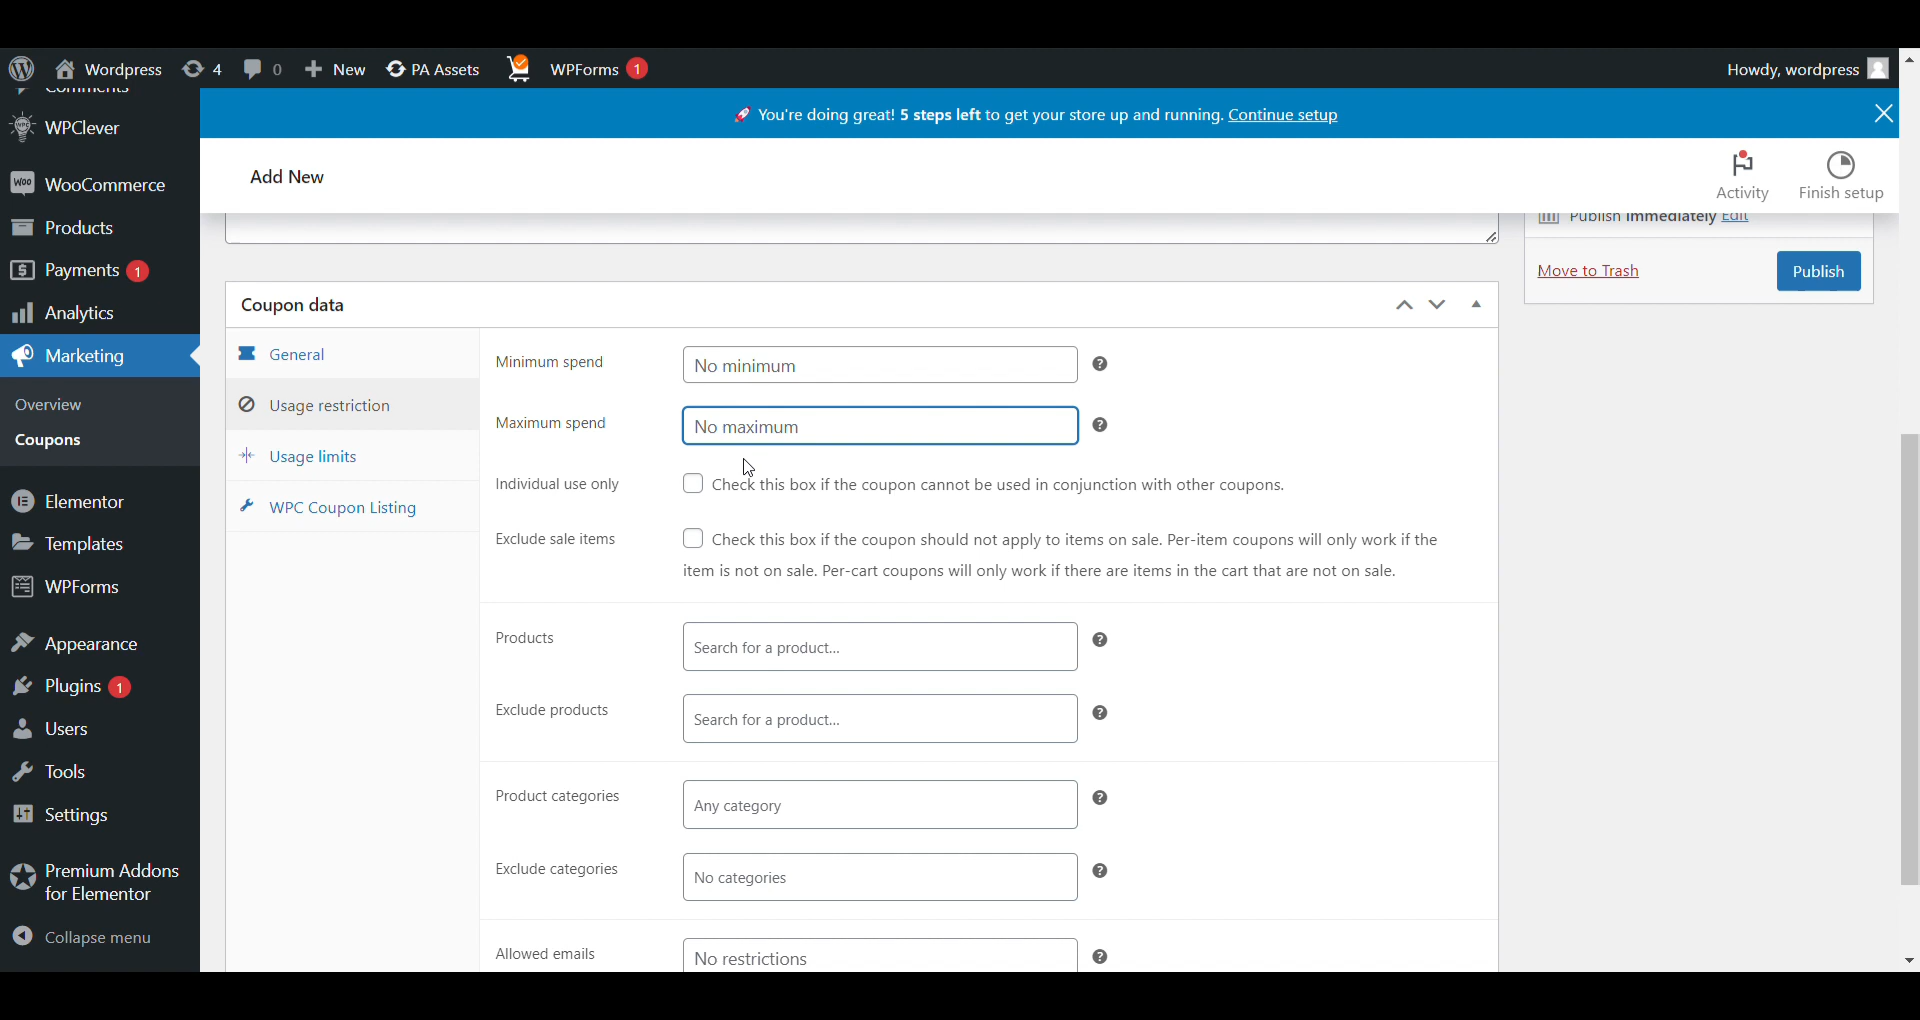 Wordpress 4 0 New PA Assets WPForms 1 Howdy, wordpress
Comments
WPClever
WooCommerce
Products
Payments 1
Analytics
Marketing
Overview
Coupons
Elementor
Templates
WPForms
Appearance
Plugins 1
Users
Tools
Settings
Premium Addons
for Elementor
Collapse menu
🚀 You're doing great! 5 steps left to get your store up and running. Continue setup
Add New
Activity
Finish setup
Publish immediately Edit
Move to Trash
Publish
Coupon data
General
Usage restriction
Usage limits
WPC Coupon Listing
Minimum spend No minimum ?
Maximum spend No maximum ?
Individual use only Check this box if the coupon cannot be used in conjunction with other coupons.
Exclude sale items Check this box if the coupon should not apply to items on sale. Per-item coupons will only work if the
item is not on sale. Per-cart coupons will only work if there are items in the cart that are not on sale.
Products Search for a product... ?
Exclude products Search for a product... ?
Product categories Any category ?
Exclude categories No categories ?
Allowed emails No restrictions ?